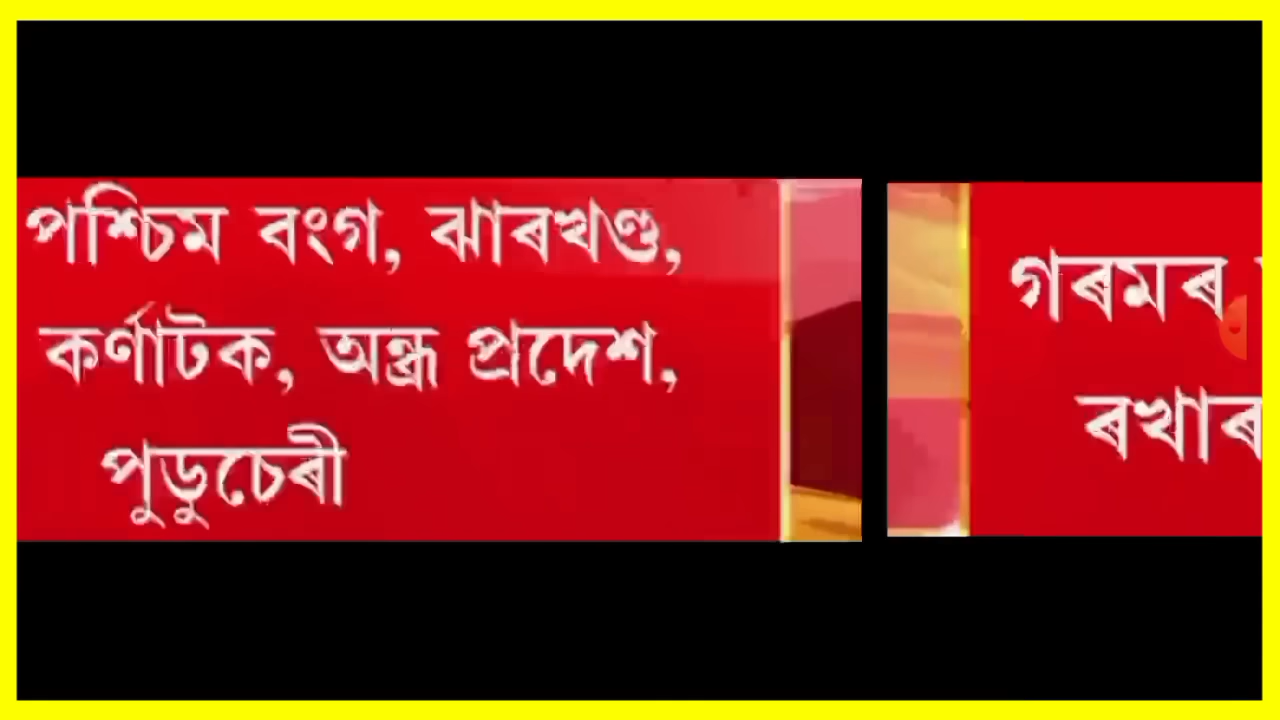 পশ্চিম বংগ, ঝাৰখণ্ড,
কৰ্ণাটক, অন্ধ্ৰ প্ৰদেশ,
পুডুচেৰী
গৰমৰ
ৰখাৰ